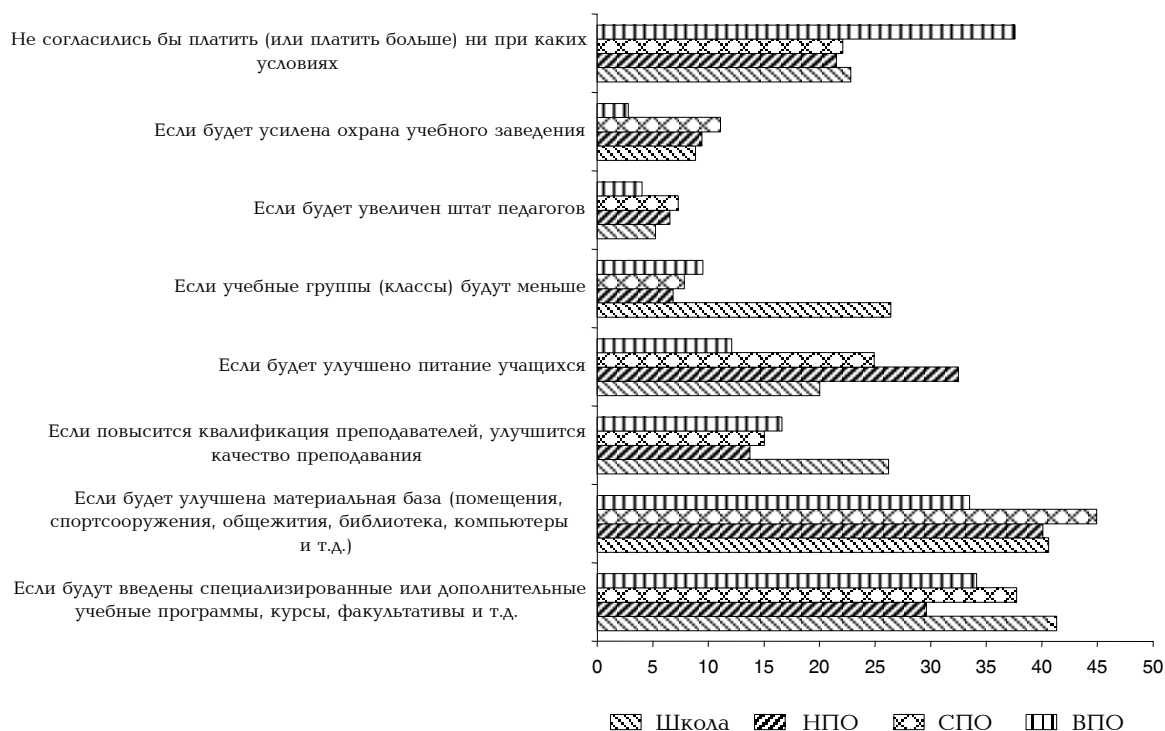 Не согласились бы платить (или платить больше) ни при каких
условиях
Если будет усилена охрана учебного заведения
Если будет увеличен штат педагогов
Если учебные группы (классы) будут меньше
Если будет улучшено питание учащихся
Если повысится квалификация преподавателей, улучшится
качество преподавания
Если будет улучшена материальная база (помещения,
спортсооружения, общежития, библиотека, компьютеры
и т.д.)
Если будут введены специализированные или дополнительные
учебные программы, курсы, факультативы и т.д.
0 5 10 15 20 25 30 35 40 45 50
Школа НПО СПО ВПО